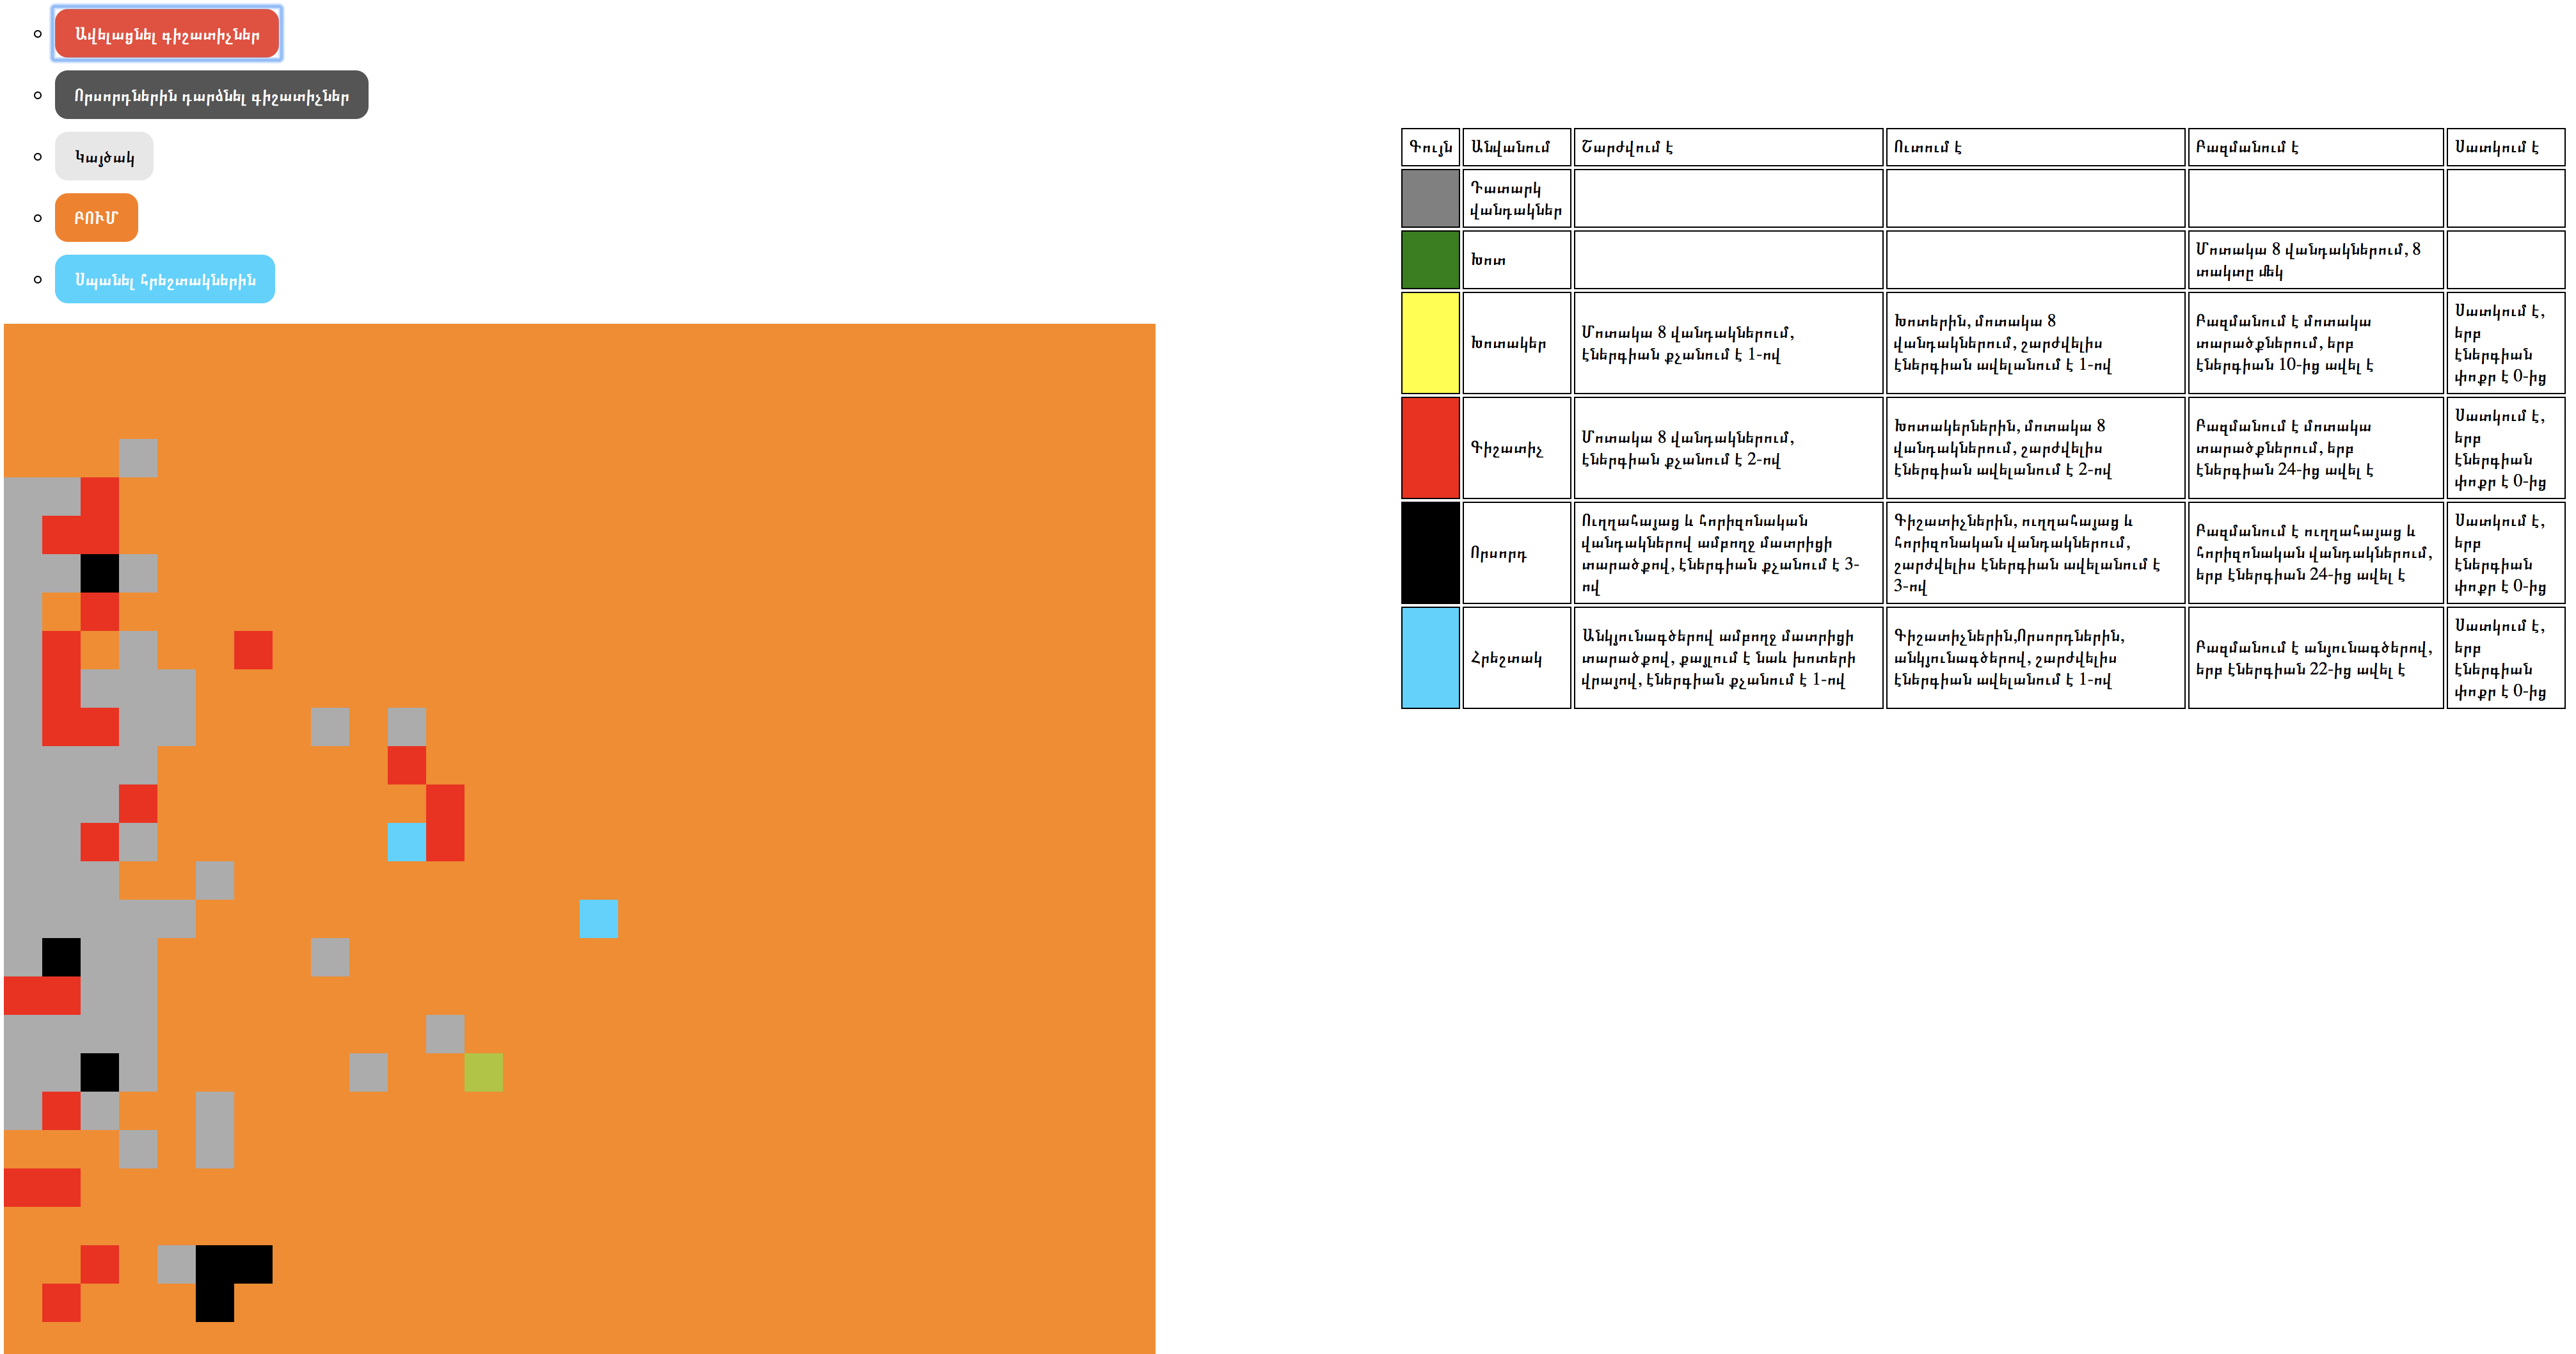 Ավելացնել գիշատիչներ
Որսորդներին դարձնել գիշատիչներ
Կայծակ
ԲՈՒՄ
Սպանել հրեշտակներին
Գույն Անվանում Շարժվում է Ուտում է Բազմանում է Սատկում է
Դատարկ
վանդակներ
Խոտ
Մոտակա 8 վանդակներում, 8
տակտը մեկ
Խոտակեր
Մոտակա 8 վանդակներում,
էներգիան քչանում է 1-ով
Խոտերին, մոտակա 8
վանդակներում, շարժվելիս
էներգիան ավելանում է 1-ով
Բազմանում է մոտակա
տարածքներում, երբ
էներգիան 10-ից ավել է
Սատկում է,
երբ
էներգիան
փոքր է 0-ից
Գիշատիչ
Մոտակա 8 վանդակներում,
էներգիան քչանում է 2-ով
Խոտակերներին, մոտակա 8
վանդակներում, շարժվելիս
էներգիան ավելանում է 2-ով
Բազմանում է մոտակա
տարածքներում, երբ
էներգիան 24-ից ավել է
Սատկում է,
երբ
էներգիան
փոքր է 0-ից
Որսորդ
Ուղղահայաց և հորիզոնական
վանդակներով ամբողջ մատրիցի
տարածքով, էներգիան քչանում է 3-
ով
Գիշատիչներին, ուղղահայաց և
հորիզոնական վանդակներում,
շարժվելիս էներգիան ավելանում է
3-ով
Բազմանում է ուղղահայաց և
հորիզոնական վանդակներում,
երբ էներգիան 24-ից ավել է
Սատկում է,
երբ
էներգիան
փոքր է 0-ից
Հրեշտակ
Անկյունագծերով ամբողջ մատրիցի
տարածքով, քայլում է նաև խոտերի
վրայով, էներգիան քչանում է 1-ով
Գիշատիչներին,Որսորդներին,
անկյունագծերով, շարժվելիս
էներգիան ավելանում է 1-ով
Բազմանում է անյունագծերով,
երբ էներգիան 22-ից ավել է
Սատկում է,
երբ
էներգիան
փոքր է 0-ից